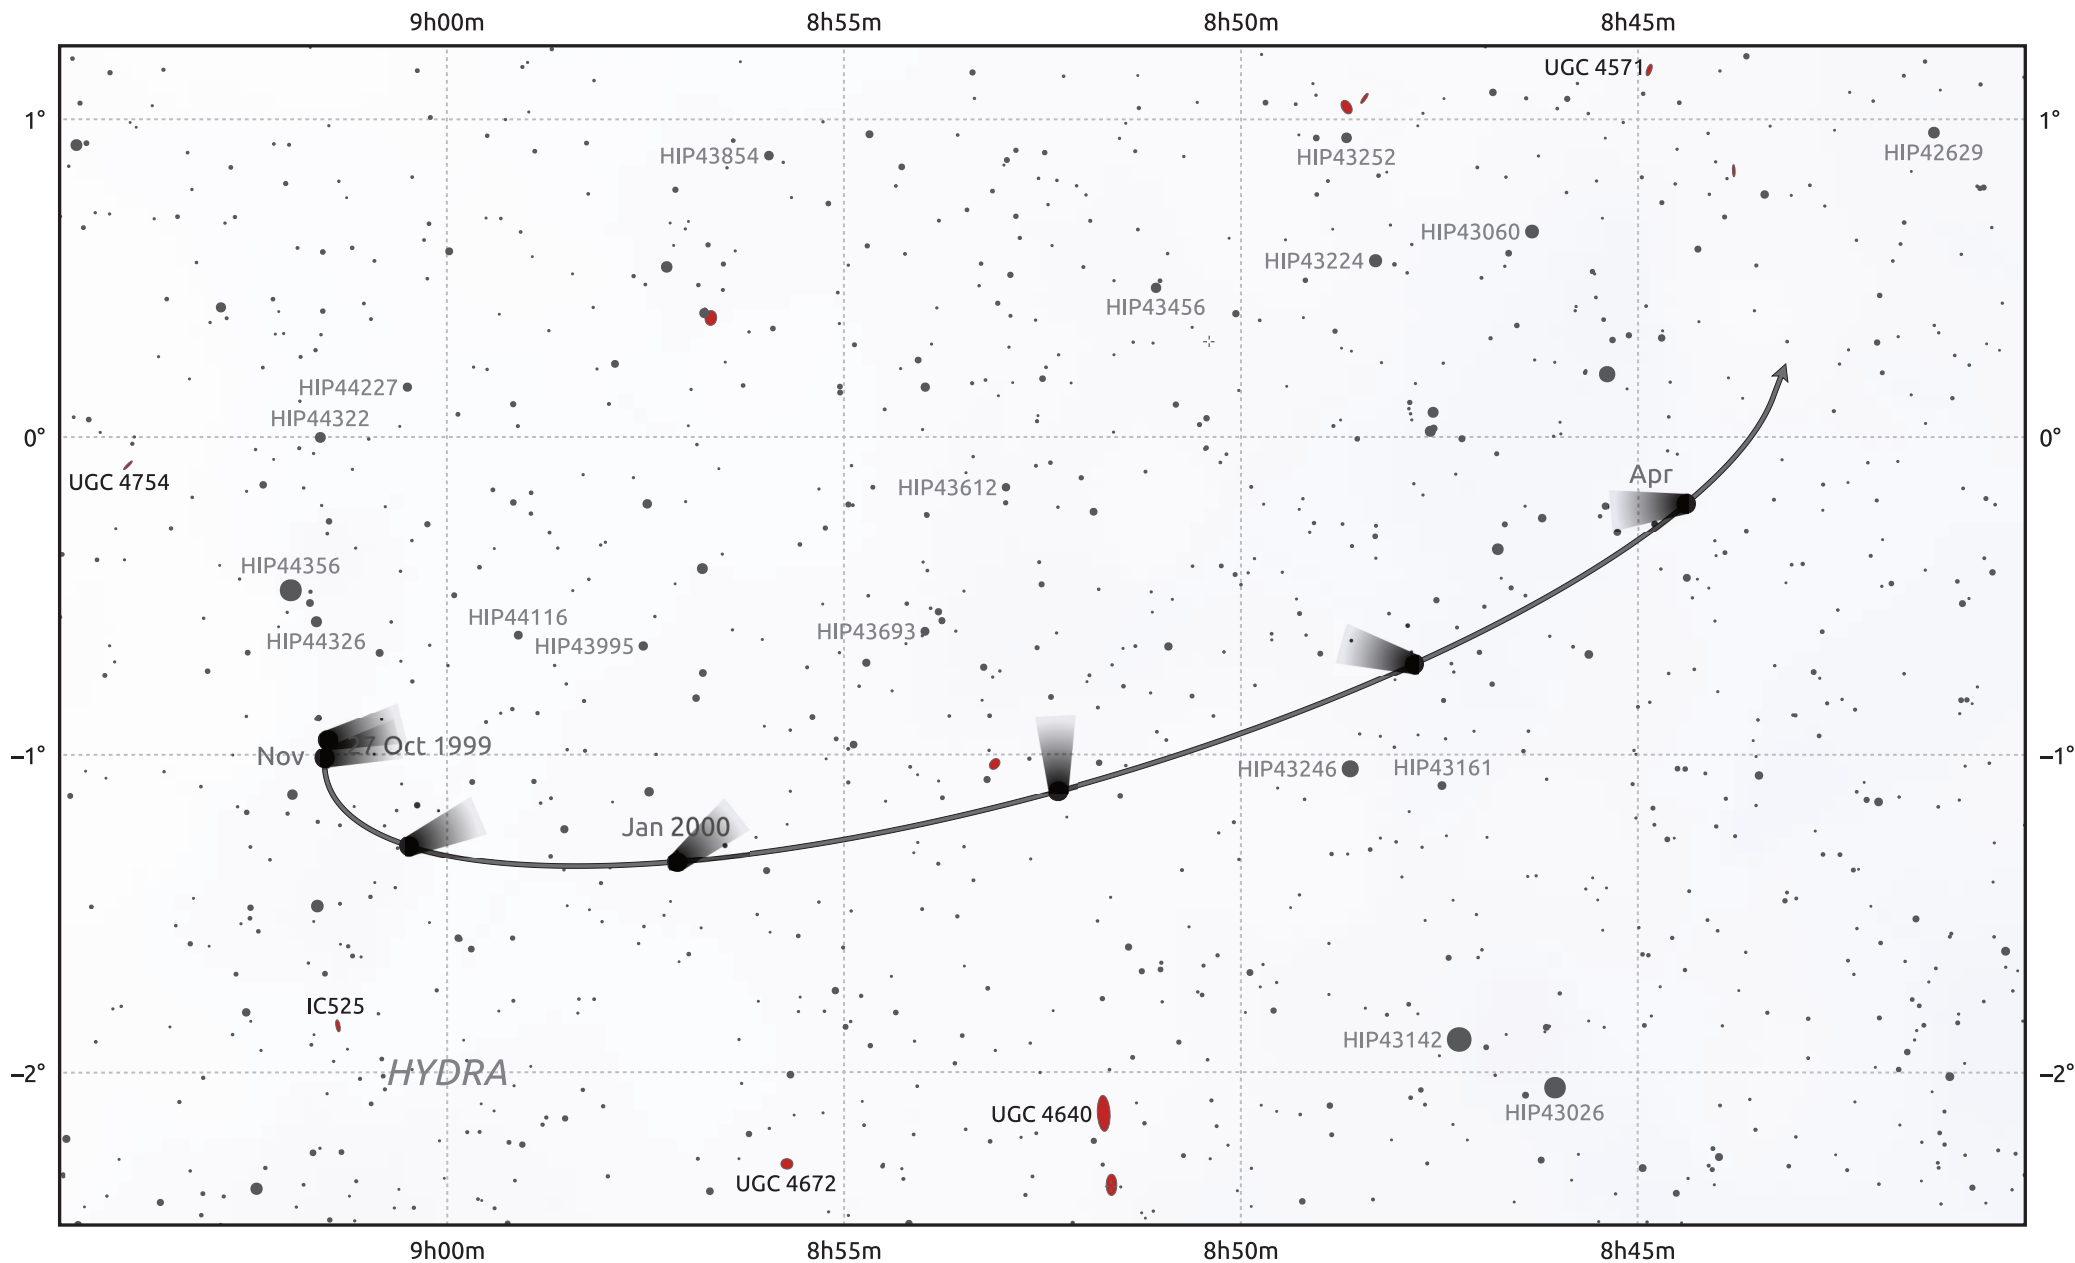 9h00m 8h55m 8h50m 8h45m
UGC 4571
1° 1°
HIP43854
HIP43252
HIP42629
HIP43060
HIP43224
HIP43456
HIP44227
HIP44322
0° 0°
UGC 4754
HIP43612
Apr
HIP44356
HIP44116
HIP44326
HIP43995
HIP43693
Nov 27 Oct 1999
−1° −1°
HIP43246 HIP43161
Jan 2000
IC525
HIP43142
HYDRA
−2° −2°
UGC 4640
HIP43026
UGC 4672
9h00m 8h55m 8h50m 8h45m